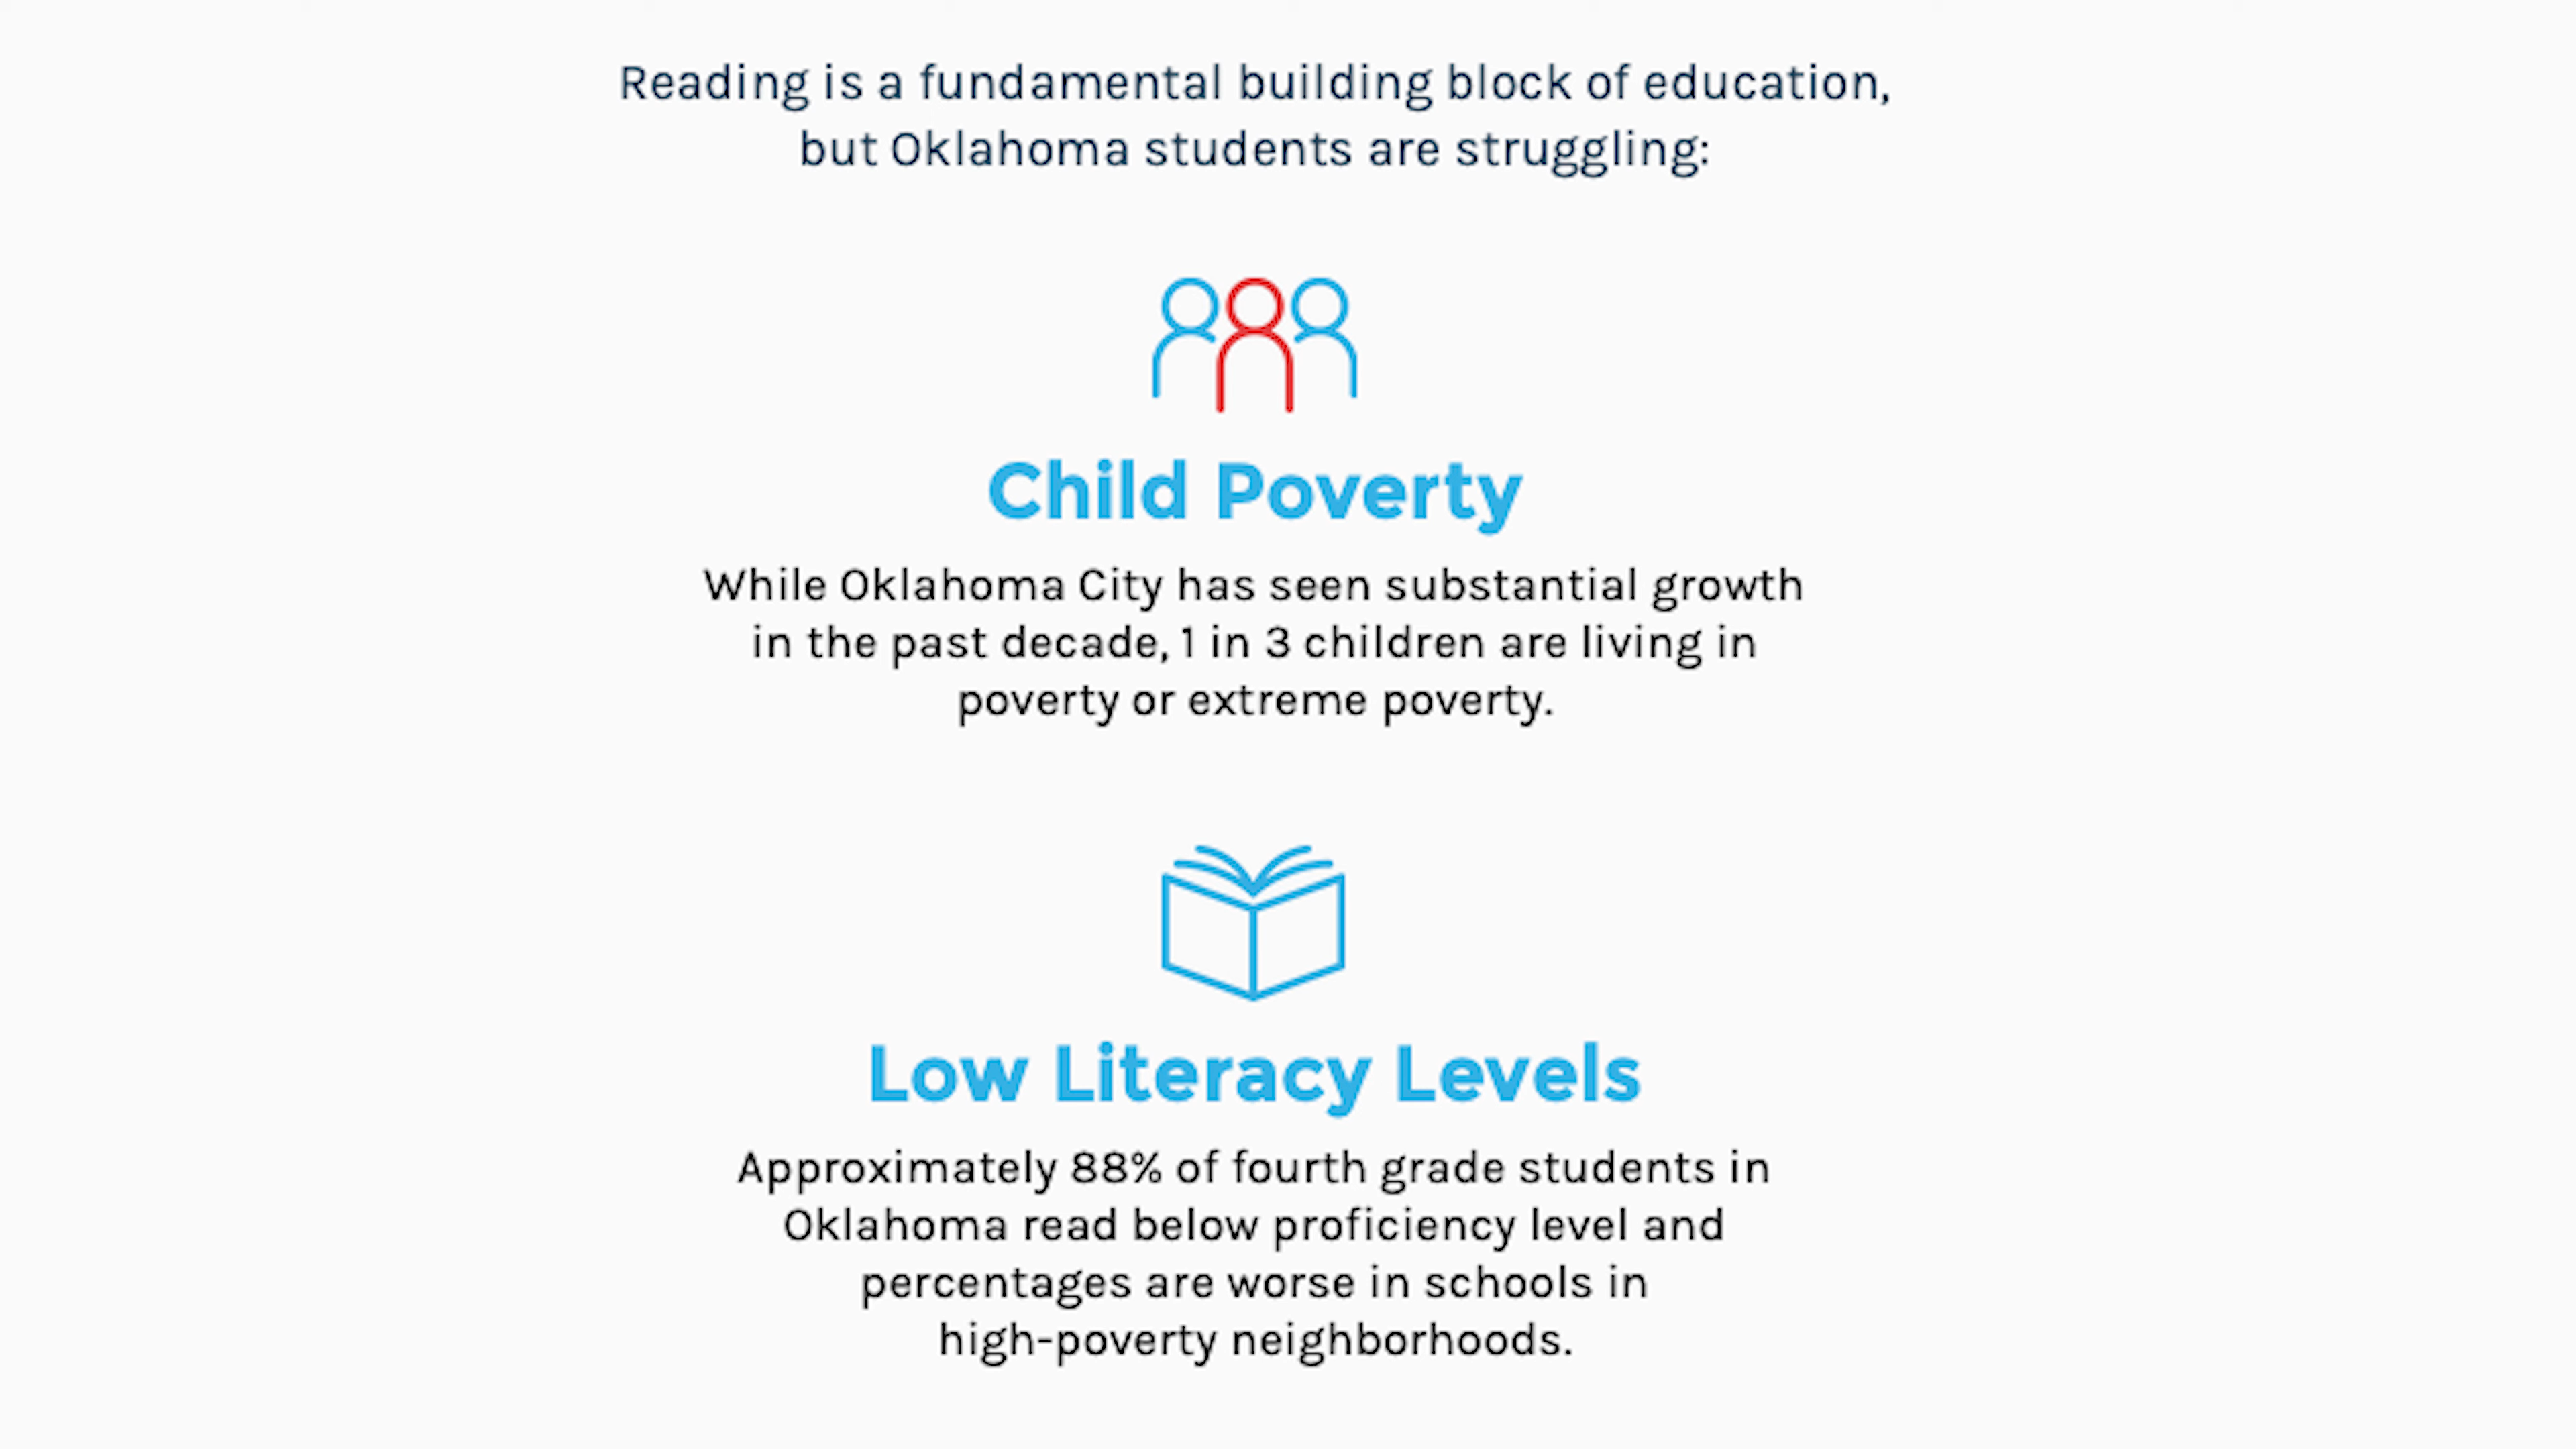 Reading is a fundamental building block of education,
but Oklahoma students are struggling:
Child Poverty
While Oklahoma City has seen substantial growth
in the past decade, 1 in 3 children are living in
poverty or extreme poverty.
Low Literacy Levels
Approximately 88% of fourth grade students in
Oklahoma read below proficiency level and
percentages are worse in schools in
high-poverty neighborhoods.